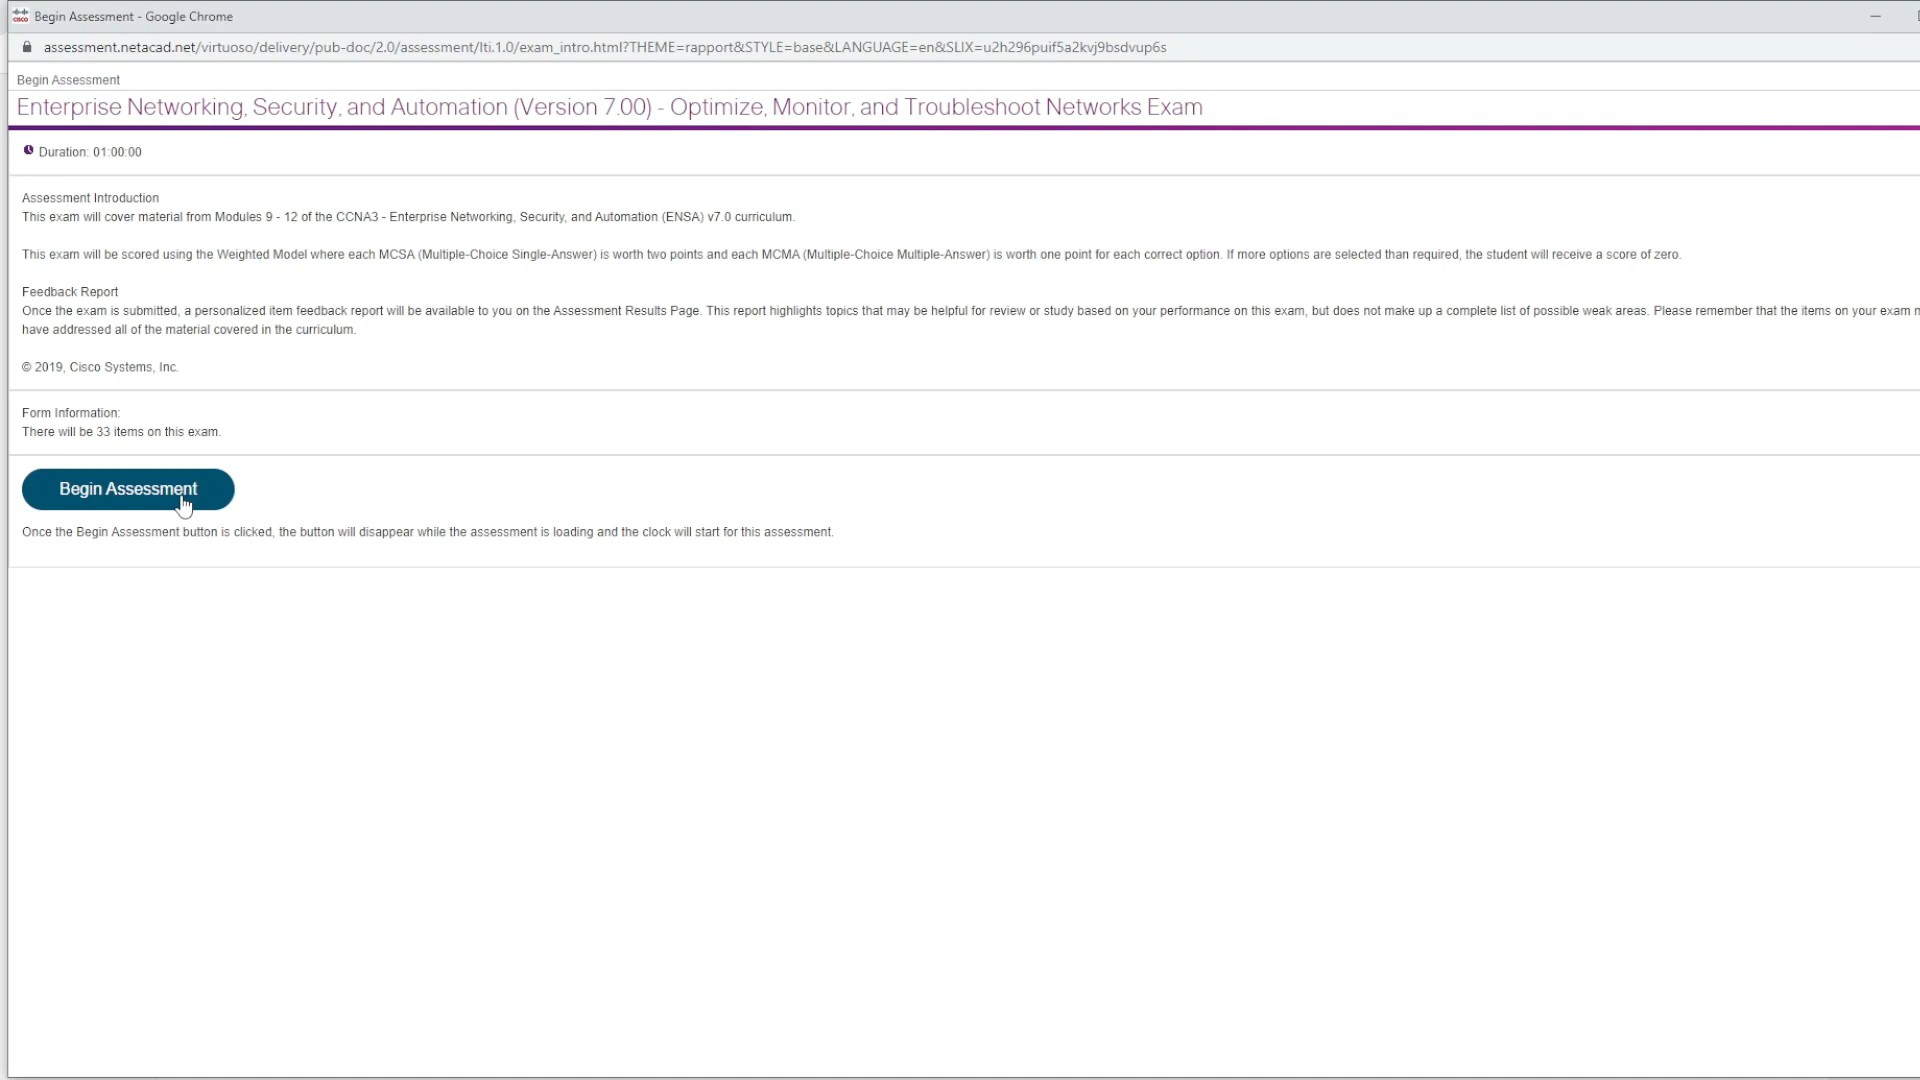 Begin Assessment - Google Chrome
assessment.netacad.net/virtuoso/delivery/pub-doc/2.0/assessment/lti.1.0/exam_intro.html?THEME=rapport&STYLE=base&LANGUAGE=en&SLIX=u2h296puif5a2kvj9bsdvup6s
Begin Assessment
Enterprise Networking, Security, and Automation (Version 7.00) - Optimize, Monitor, and Troubleshoot Networks Exam
Duration: 01:00:00
Assessment Introduction
This exam will cover material from Modules 9 - 12 of the CCNA3 - Enterprise Networking, Security, and Automation (ENSA) v7.0 curriculum.
This exam will be scored using the Weighted Model where each MCSA (Multiple-Choice Single-Answer) is worth two points and each MCMA (Multiple-Choice Multiple-Answer) is worth one point for each correct option. If more options are selected than required, the student will receive a score of zero.
Feedback Report
Once the exam is submitted, a personalized item feedback report will be available to you on the Assessment Results Page. This report highlights topics that may be helpful for review or study based on your performance on this exam, but does not make up a complete list of possible weak areas. Please remember that the items on your exam
have addressed all of the material covered in the curriculum.
© 2019, Cisco Systems, Inc.
Form Information:
There will be 33 items on this exam.
Begin Assessment
Once the Begin Assessment button is clicked, the button will disappear while the assessment is loading and the clock will start for this assessment.